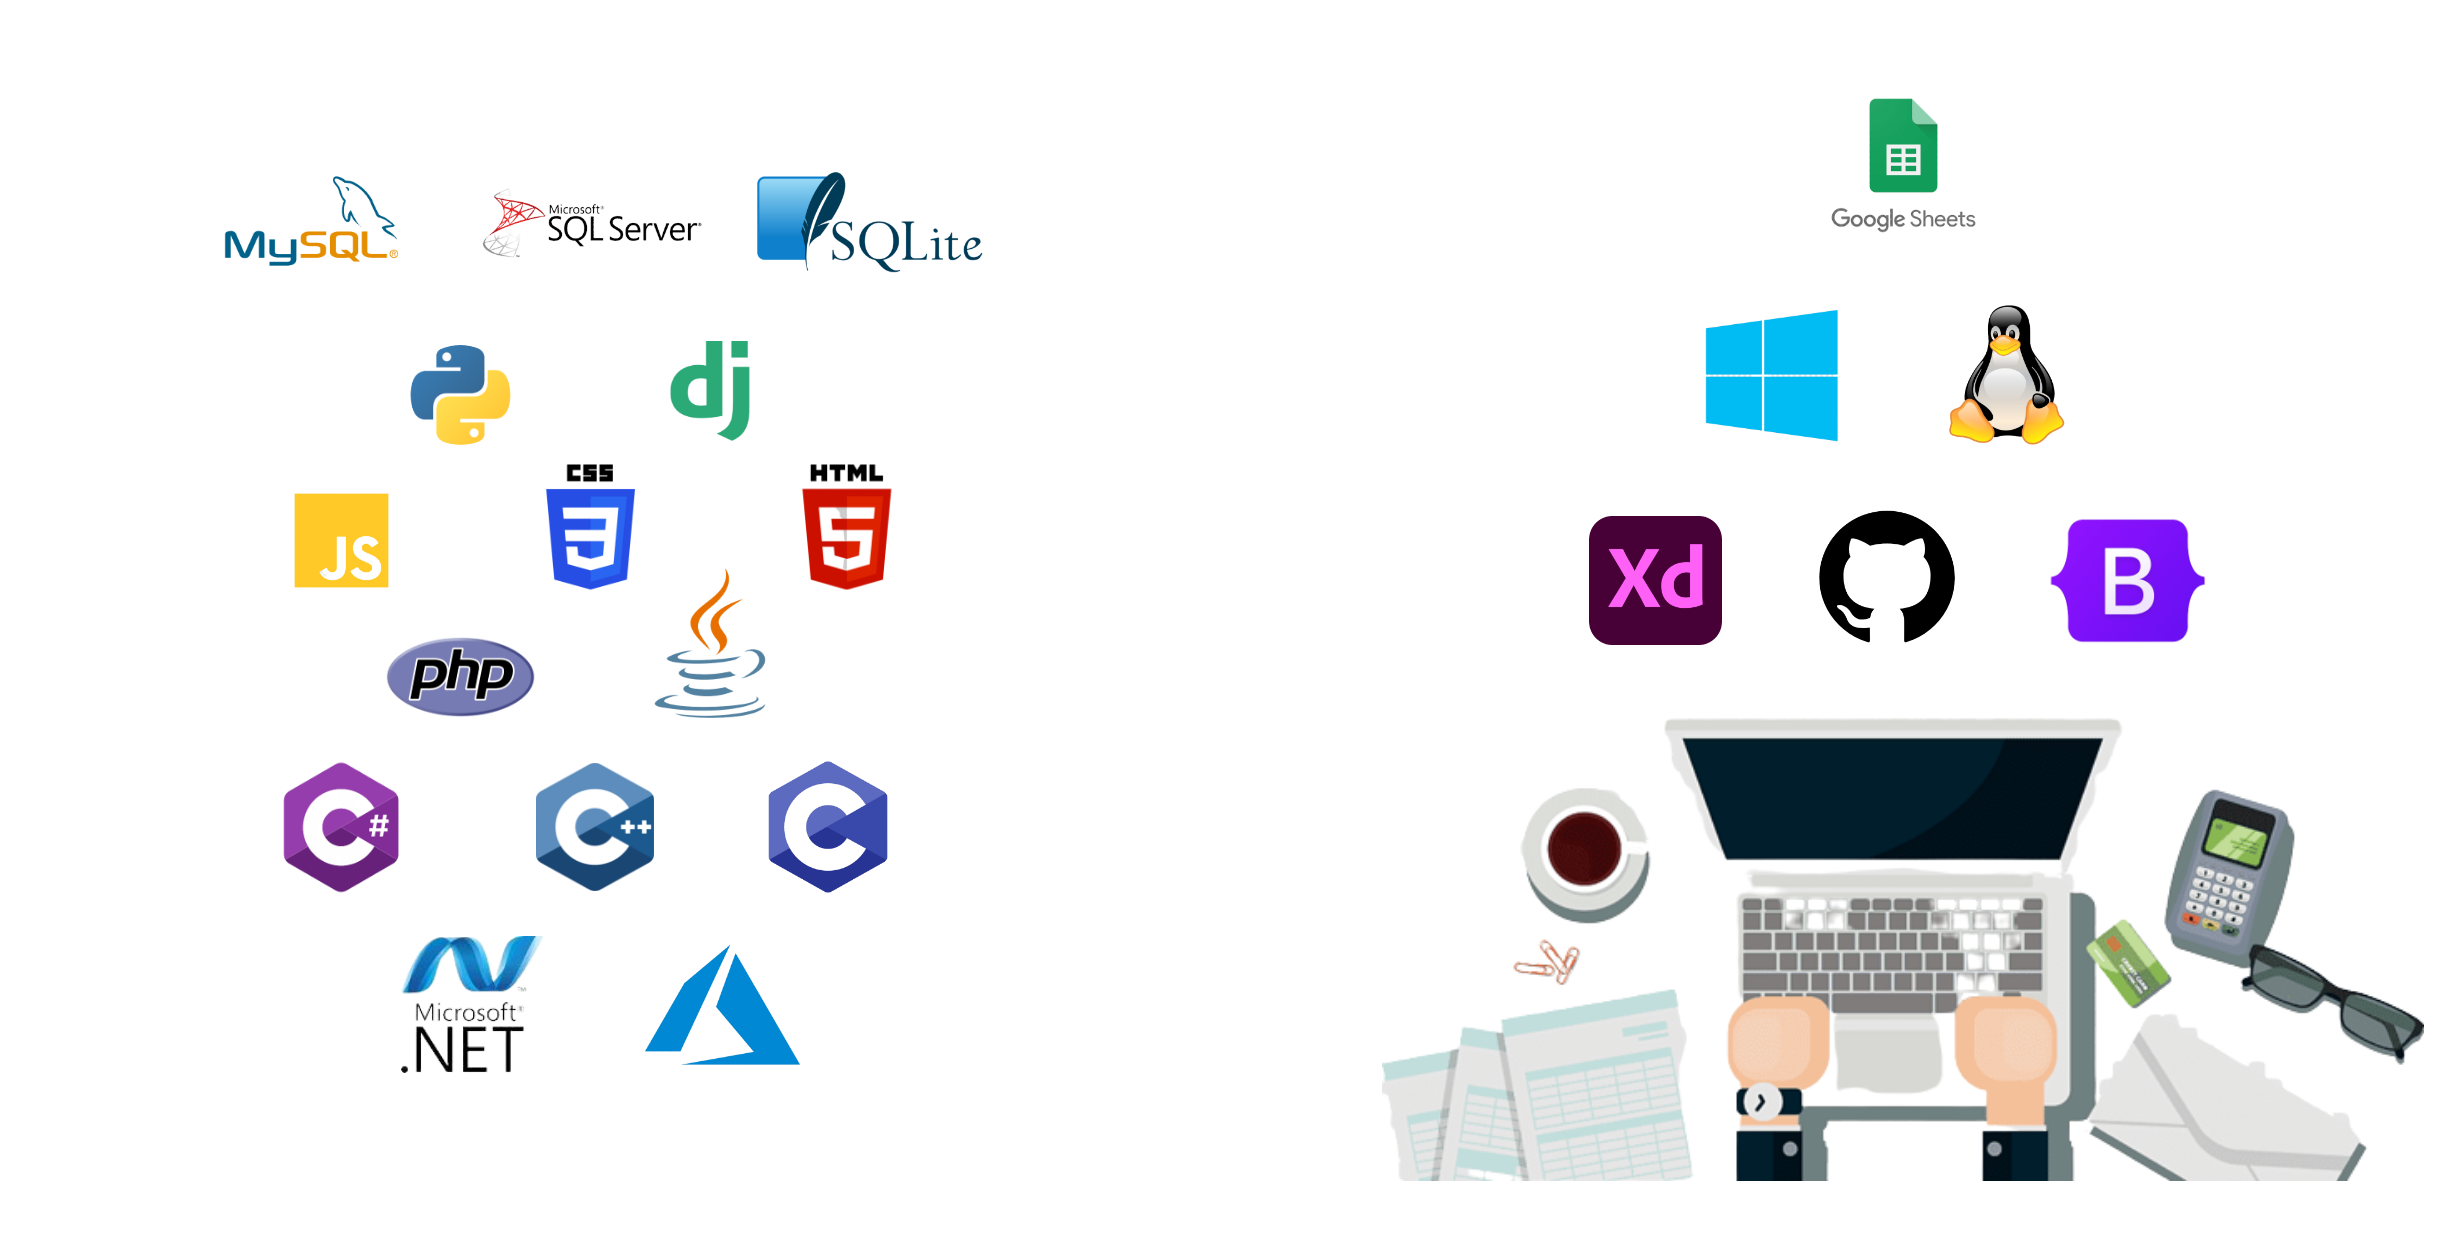 MySQL®
Microsoft®
SQL Server®
SQLite
Google Sheets
dj
CSS
HTML
JS
Xd
B
php
C#
C++
C
Microsoft®
.NET